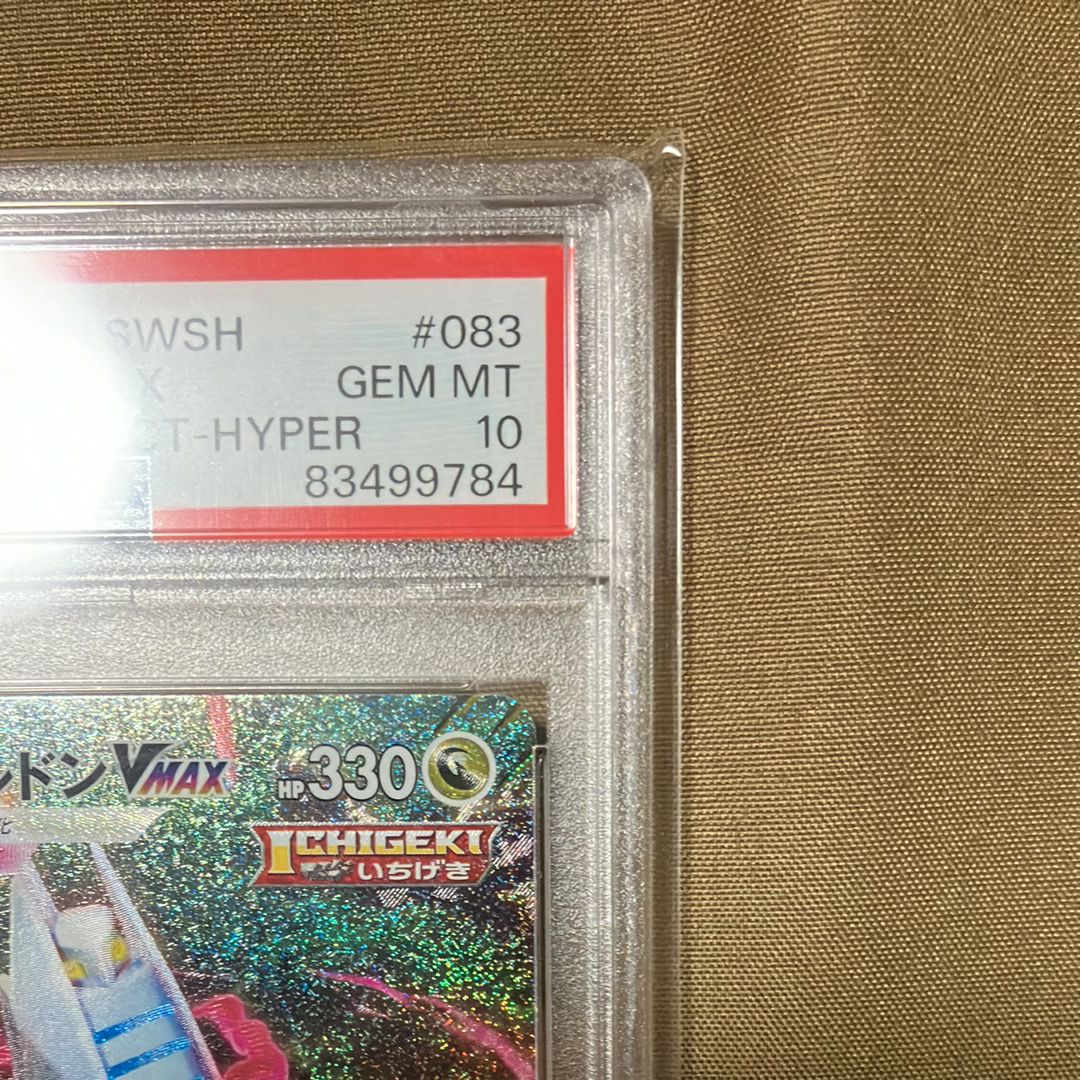 SWSH #083
X GEM MT
T-HYPER 10
83499784
ルドンVMAX HP330
ICHIGEKI
いちげき